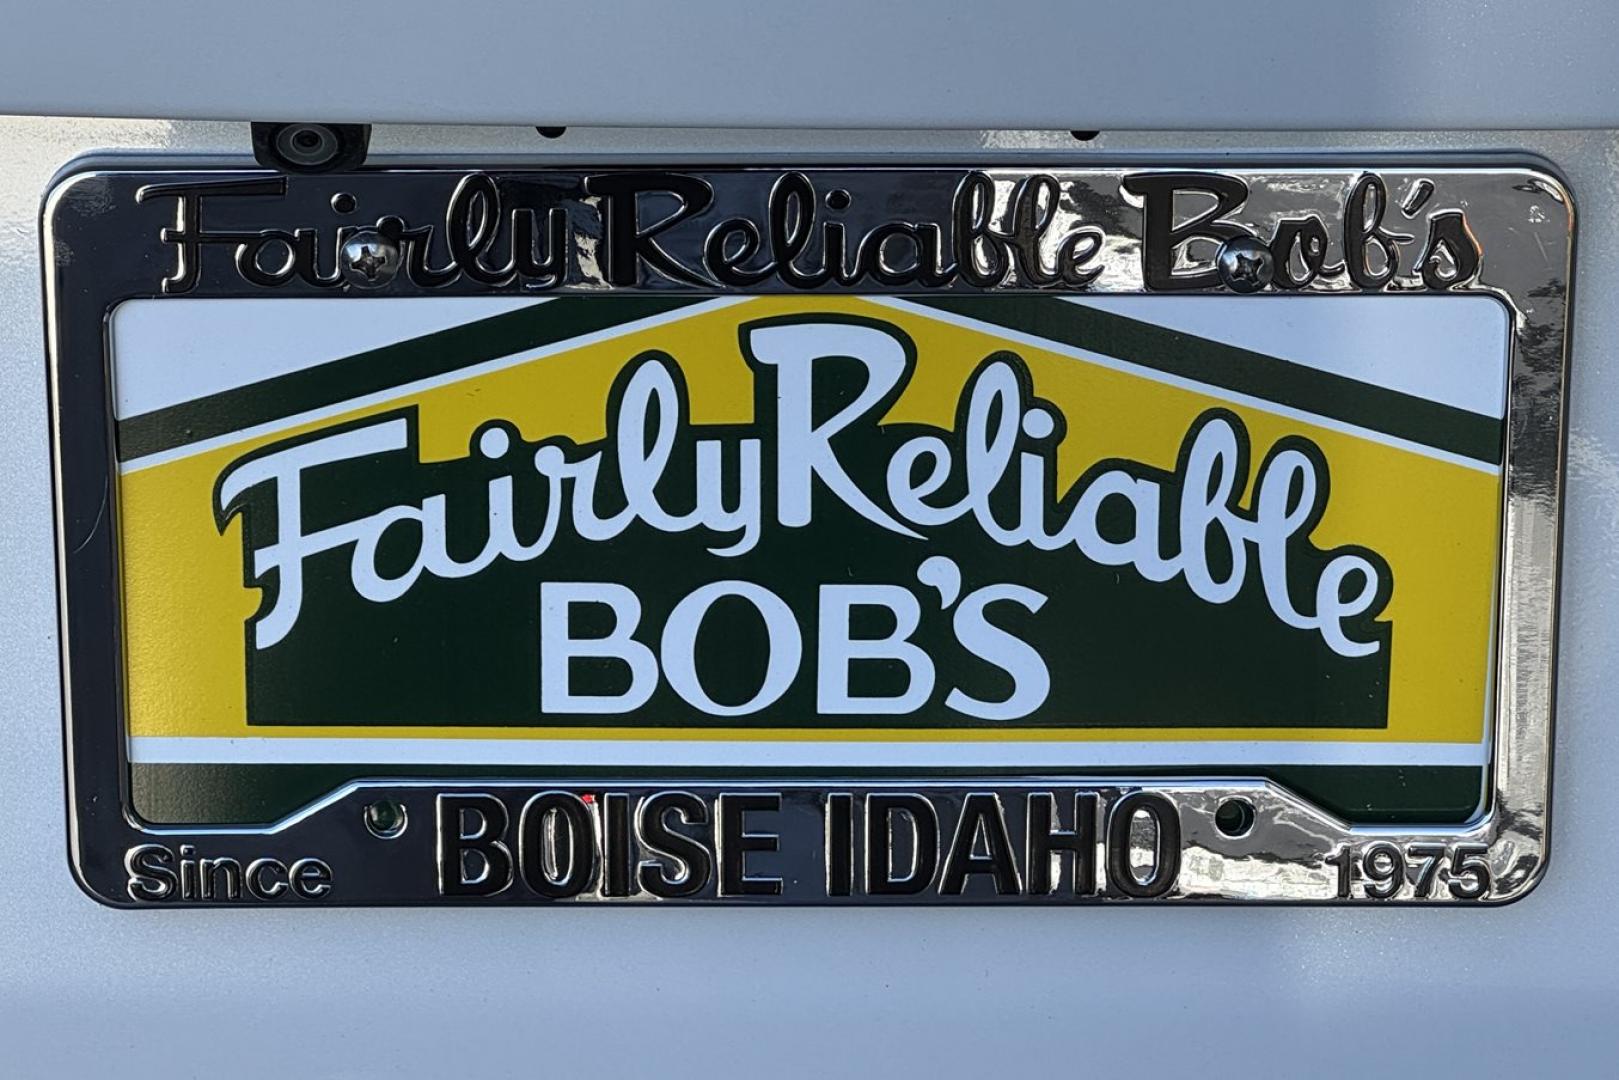 Fairly Reliable Bob's
Fairly Reliable
BOB'S
Since BOISE IDAHO 1975